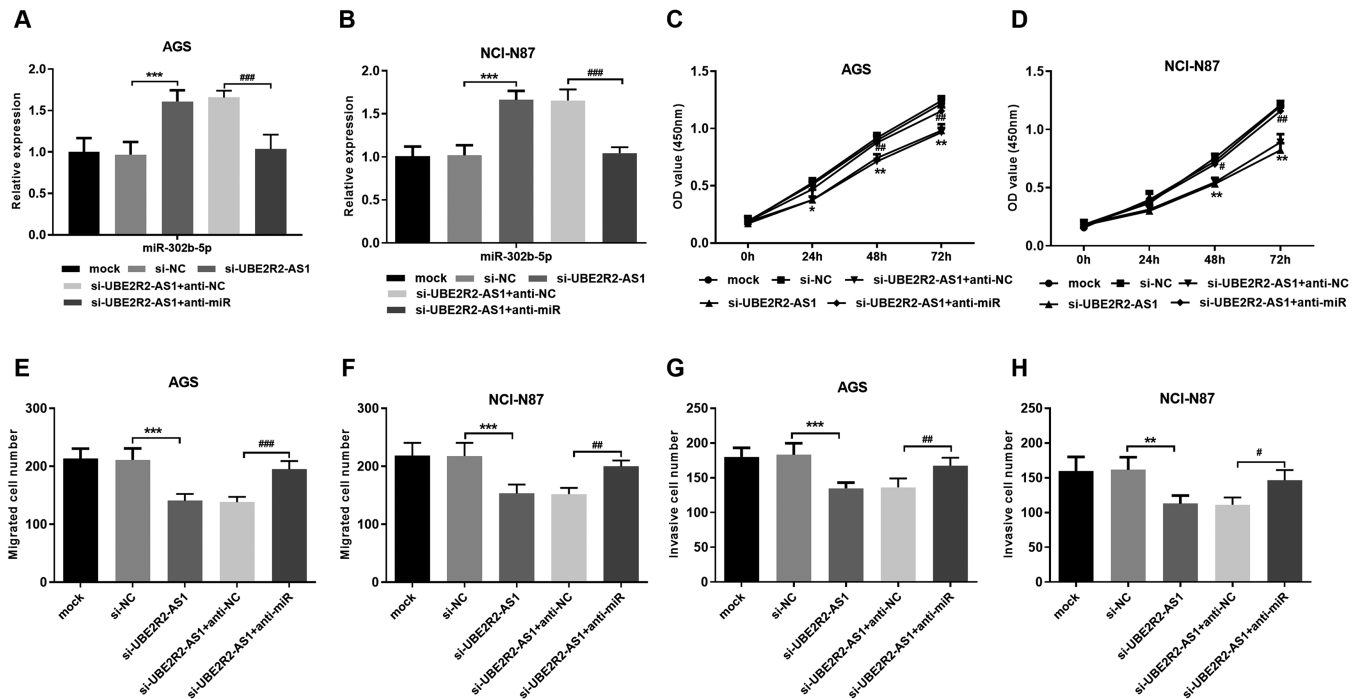 A
AGS
Relative expression
2.0
1.5
1.0
0.5
0.0
***
###
miR-302b-5p
mock
si-NC
si-UBE2R2-AS1
si-UBE2R2-AS1+anti-NC
si-UBE2R2-AS1+anti-miR
B
NCI-N87
Relative expression
2.0
1.5
1.0
0.5
0.0
***
###
miR-302b-5p
mock
si-NC
si-UBE2R2-AS1
si-UBE2R2-AS1+anti-NC
si-UBE2R2-AS1+anti-miR
C
AGS
OD value (450nm)
1.5
1.0
0.5
0.0
*
##
**
##
**
0h 24h 48h 72h
mock si-NC si-UBE2R2-AS1+anti-NC
si-UBE2R2-AS1 si-UBE2R2-AS1+anti-miR
D
NCI-N87
OD value (450nm)
1.5
1.0
0.5
0.0
#
**
##
**
0h 24h 48h 72h
mock si-NC si-UBE2R2-AS1+anti-NC
si-UBE2R2-AS1 si-UBE2R2-AS1+anti-miR
E
AGS
Migrated cell number
300
200
100
0
***
###
mock
si-NC
si-UBE2R2-AS1
si-UBE2R2-AS1+anti-NC
si-UBE2R2-AS1+anti-miR
F
NCI-N87
Migrated cell number
300
200
100
0
***
##
mock
si-NC
si-UBE2R2-AS1
si-UBE2R2-AS1+anti-NC
si-UBE2R2-AS1+anti-miR
G
AGS
Invasive cell number
250
200
150
100
50
0
***
##
mock
si-NC
si-UBE2R2-AS1
si-UBE2R2-AS1+anti-NC
si-UBE2R2-AS1+anti-miR
H
NCI-N87
Invasive cell number
250
200
150
100
50
0
**
#
mock
si-NC
si-UBE2R2-AS1
si-UBE2R2-AS1+anti-NC
si-UBE2R2-AS1+anti-miR